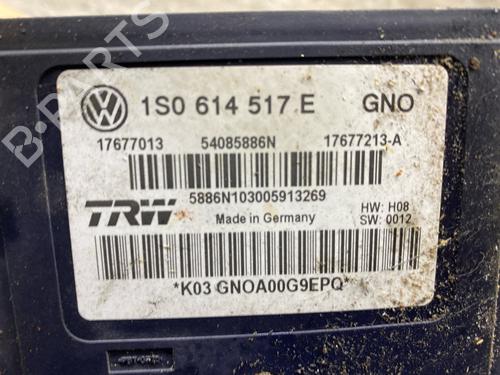 B-PARTS
1S0 614 517 E GNO
17677013 54085886N 17677213-A
5886N103005913269
TRW Made in Germany HW: H08
SW: 0012
*K03 GNOA00G9EPQ*